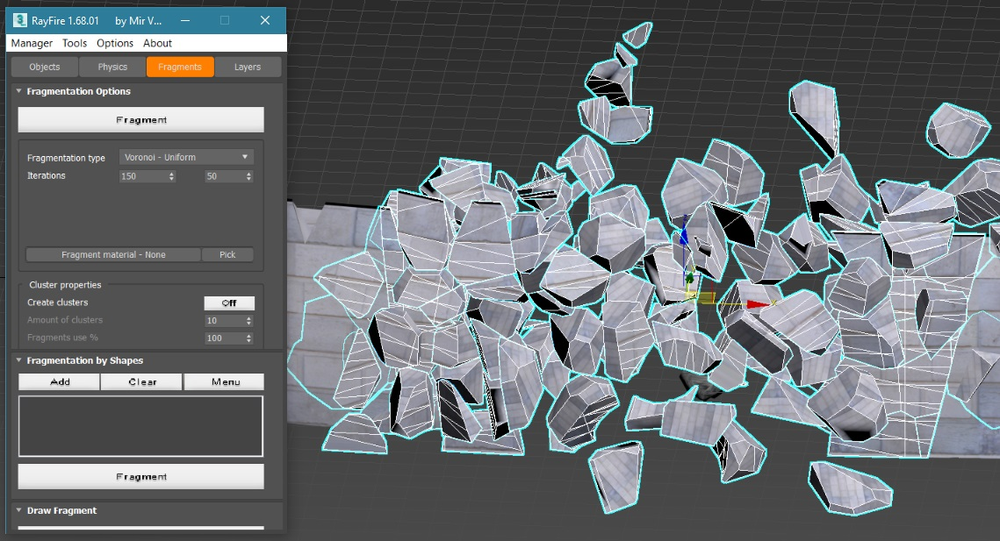 RayFire 1.68.01 by Mir V...
Manager Tools Options About
Objects Physics Fragments Layers
Fragmentation Options
Fragment
Fragmentation type Voronoi - Uniform
Iterations 150 50
Fragment material - None Pick
Cluster properties
Create clusters Off
Amount of clusters 10
Fragments use % 100
Fragmentation by Shapes
Add Clear Menu
Fragment
Draw Fragment